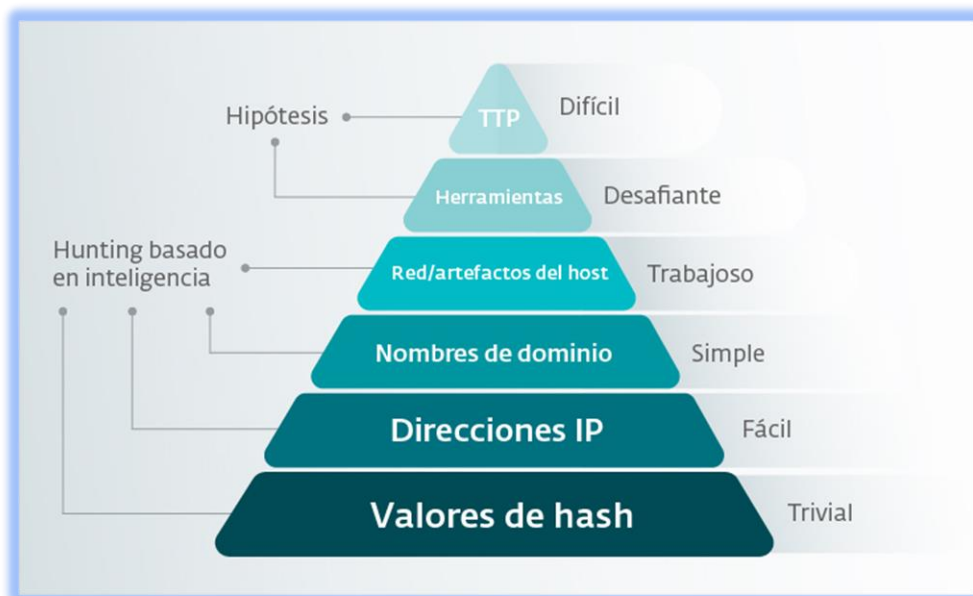 TTP
Difícil
Hipótesis
Herramientas
Desafiante
Hunting basado
en inteligencia
Red/artefactos del host
Trabajoso
Nombres de dominio
Simple
Direcciones IP
Fácil
Valores de hash
Trivial